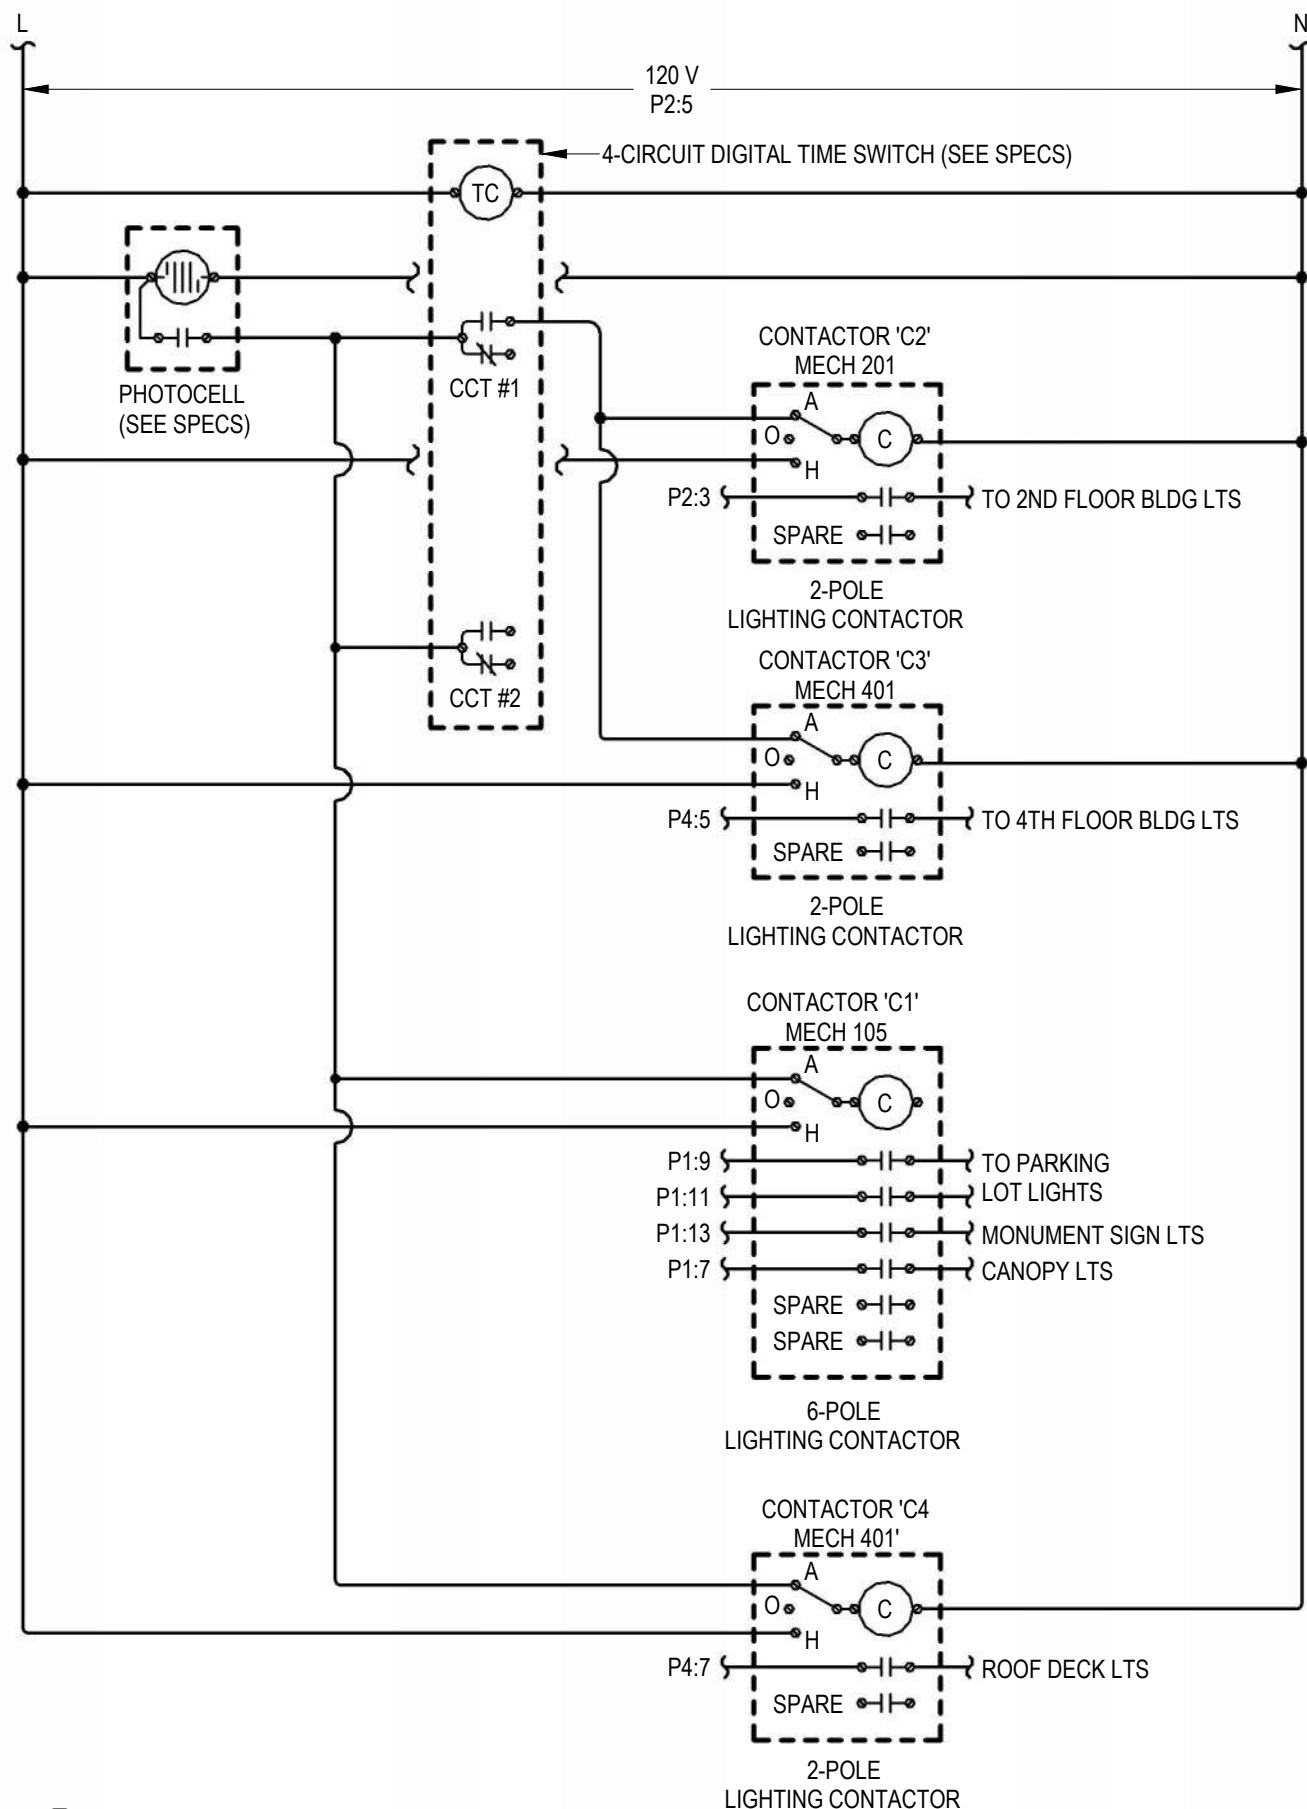 L
N
120 V
P2:5
4-CIRCUIT DIGITAL TIME SWITCH (SEE SPECS)
TC
PHOTOCELL
(SEE SPECS)
CCT #1
CONTACTOR 'C2'
MECH 201
A
O
C
H
P2:3
TO 2ND FLOOR BLDG LTS
SPARE
2-POLE
LIGHTING CONTACTOR
CCT #2
CONTACTOR 'C3'
MECH 401
A
O
C
H
P4:5
TO 4TH FLOOR BLDG LTS
SPARE
2-POLE
LIGHTING CONTACTOR
CONTACTOR 'C1'
MECH 105
A
O
C
H
P1:9
TO PARKING
P1:11
LOT LIGHTS
P1:13
MONUMENT SIGN LTS
P1:7
CANOPY LTS
SPARE
SPARE
6-POLE
LIGHTING CONTACTOR
CONTACTOR 'C4
MECH 401'
A
O
C
H
P4:7
ROOF DECK LTS
SPARE
2-POLE
LIGHTING CONTACTOR